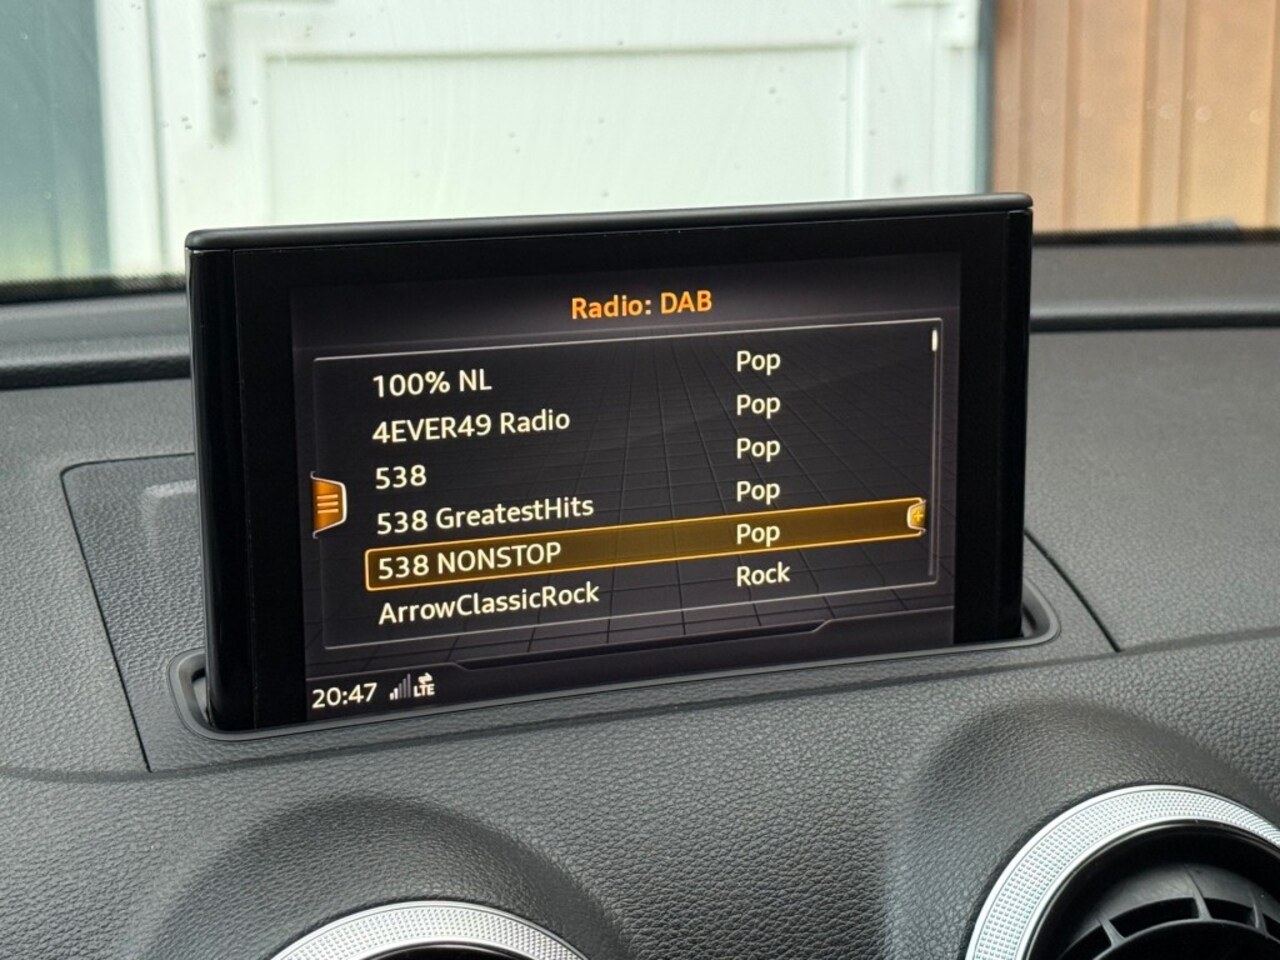 Radio: DAB
100% NL Pop
4EVER49 Radio Pop
538 Pop
538 GreatestHits Pop
538 NONSTOP Pop
ArrowClassicRock Rock
20:47 LTE